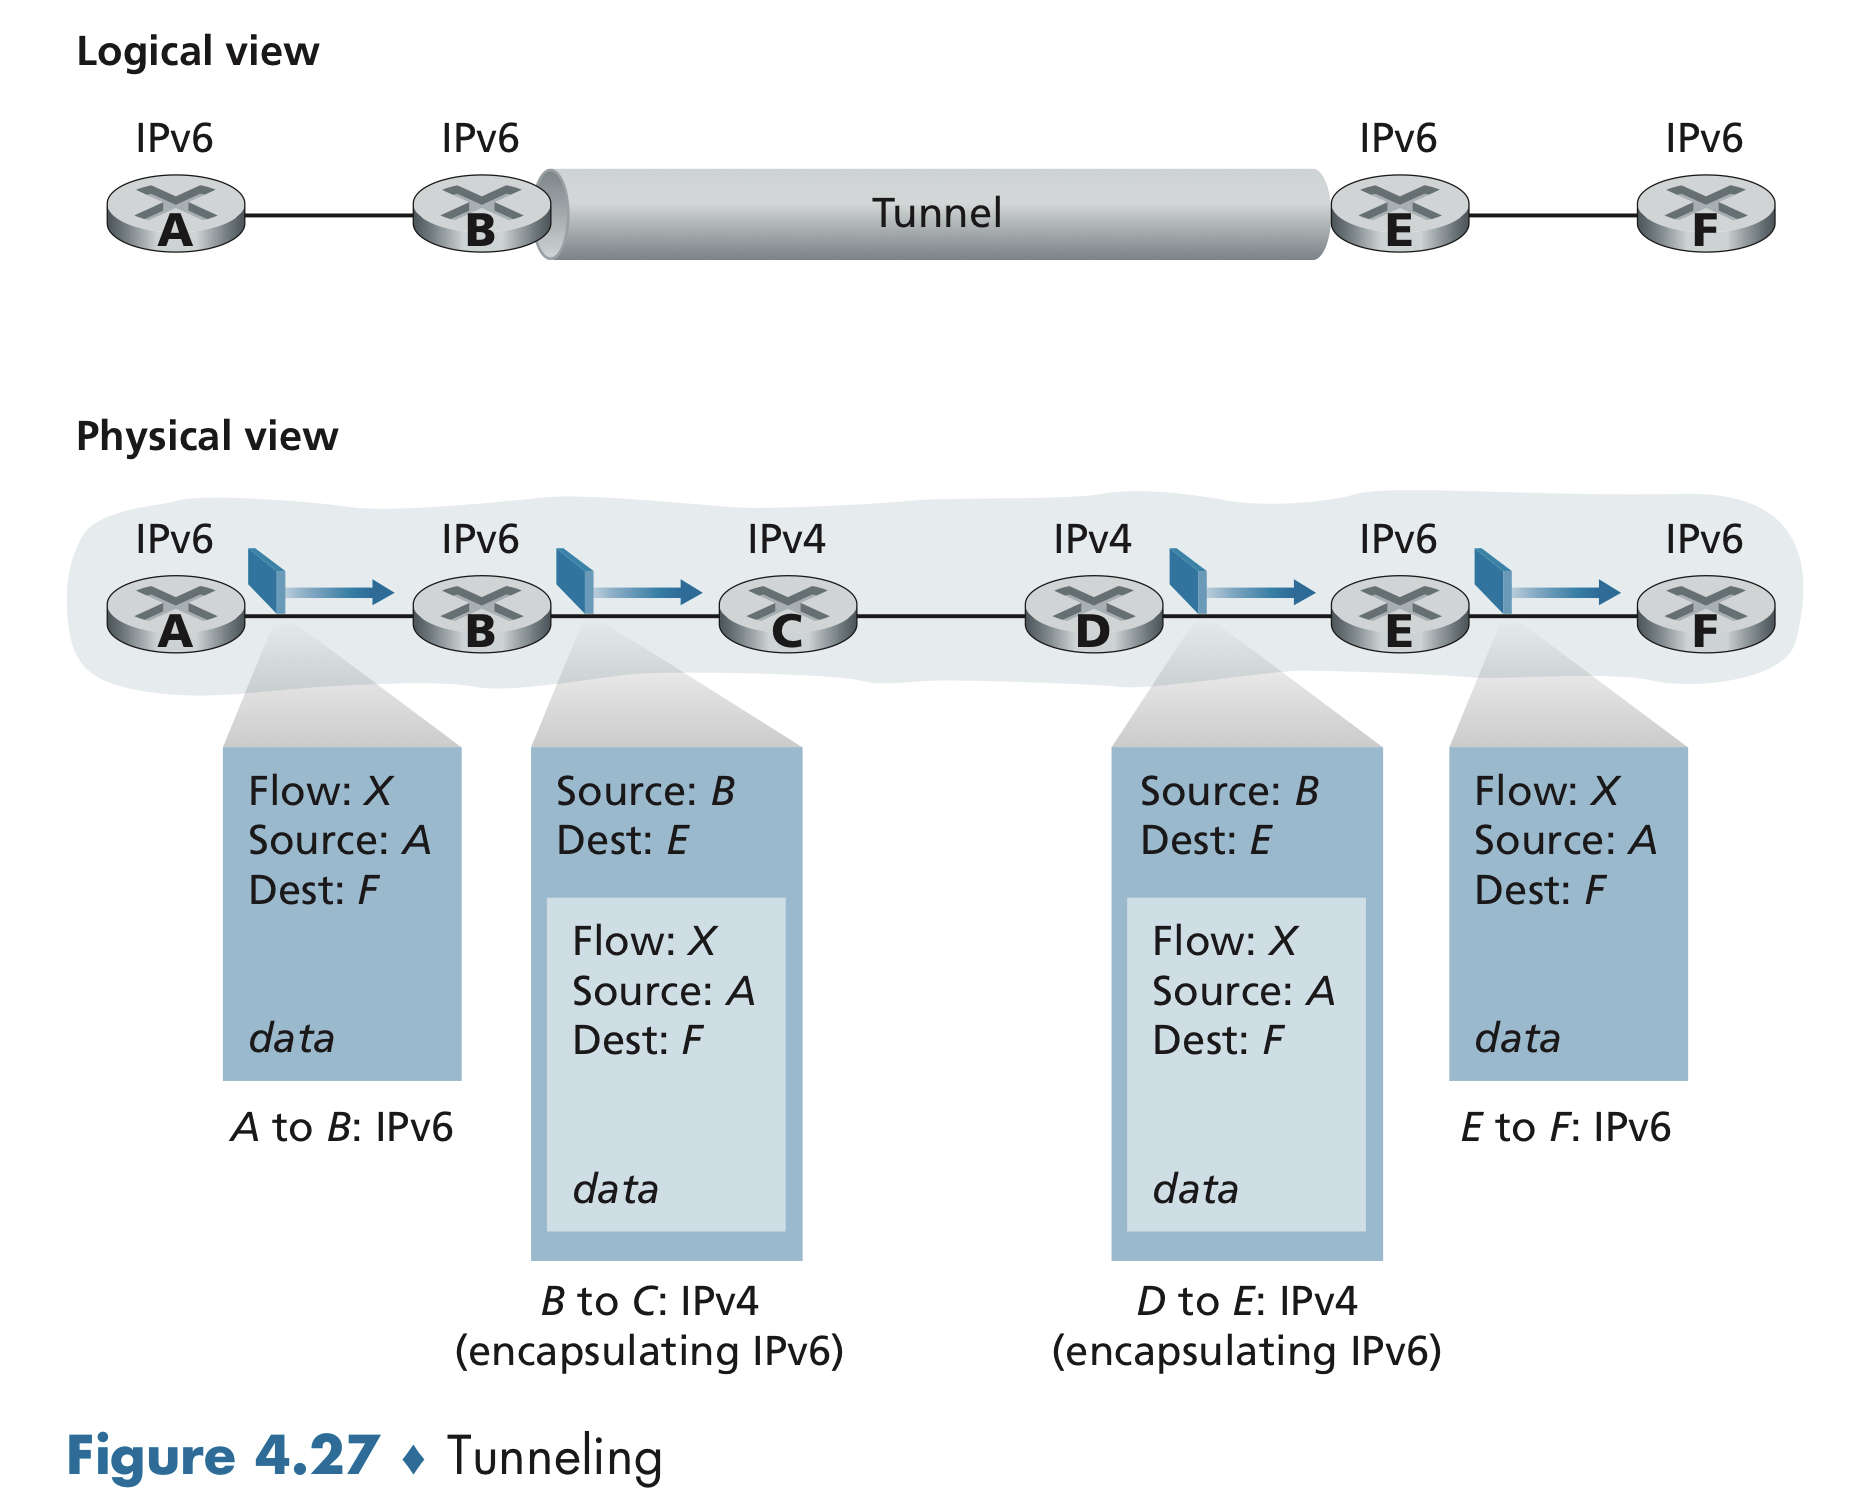 Logical view
IPv6
IPv6
IPv6
IPv6
A
B
Tunnel
E
F
Physical view
IPv6
IPv6
IPv4
IPv4
IPv6
IPv6
A
B
C
D
E
F
Flow: X
Source: A
Dest: F
data
A to B: IPv6
Source: B
Dest: E
Flow: X
Source: A
Dest: F
data
B to C: IPv4
(encapsulating IPv6)
Source: B
Dest: E
Flow: X
Source: A
Dest: F
data
D to E: IPv4
(encapsulating IPv6)
Flow: X
Source: A
Dest: F
data
E to F: IPv6
Figure 4.27 ♦ Tunneling